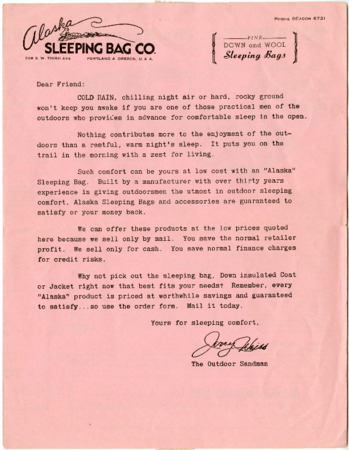 PHONE BEACON 6721
Alaska
SLEEPING BAG CO.
PORTLAND 4 OREGON, U.S.A.
FINE
DOWN and WOOL
Sleeping Bags
Dear Friend:
COLD RAIN, chilling night air or hard, rocky ground
won't keep you awake if you are one of those practical men of the
outdoors who provides in advance for comfortable sleep in the open.
Nothing contributes more to the enjoyment of the out-
doors than a restful, warm night's sleep. It puts you on the
trail in the morning with a zest for living.
Such comfort can be yours at low cost with an "Alaska"
Sleeping Bag. Built by a manufacturer with over thirty years
experience in giving outdoorsmen the utmost in outdoor sleeping
comfort, Alaska Sleeping Bags and accessories are guaranteed to
satisfy or your money back.
We can offer these products at the low prices quoted
here because we sell only by mail. You save the normal retailer
profit. We sell only for cash. You save normal finance charges
for credit risks.
Why not pick out the sleeping bag, Down insulated Coat
or Jacket right now that best fits your needs? Remember, every
"Alaska" product is priced at worthwhile savings and guaranteed
to satisfy...so use the order form. Mail it today.
Yours for sleeping comfort,
Jerry
The Outdoor Sandman